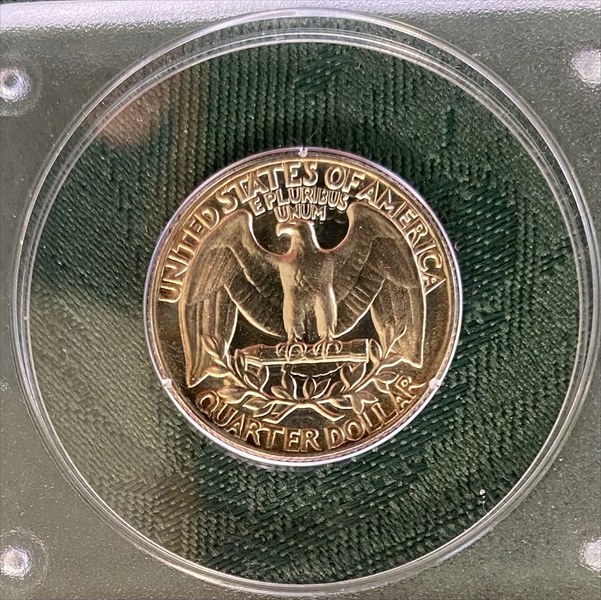 UNITED STATES OF AMERICA
E PLURIBUS
UNUM
QUARTER DOLLAR